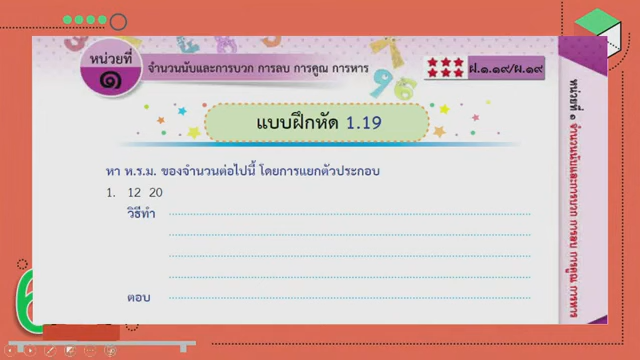 หน่วยที่
๑
จำนวนนับและการบวก การลบ การคูณ การหาร
ฝ.๑.๑๙/ผ.๑๙
แบบฝึกหัด 1.19
หา ห.ร.ม. ของจำนวนต่อไปนี้ โดยการแยกตัวประกอบ
1. 12 20
วิธีทำ
ตอบ
หน่วยที่ ๑ จำนวนนับและการบวก การลบ การคูณ การหาร